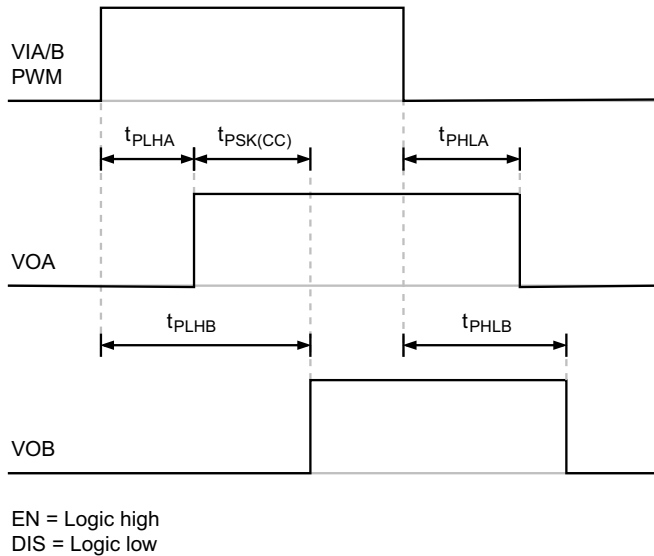 VIA/B
PWM
tPLHA
tPSK(CC)
tPHLA
VOA
tPLHB
tPHLB
VOB
EN = Logic high
DIS = Logic low